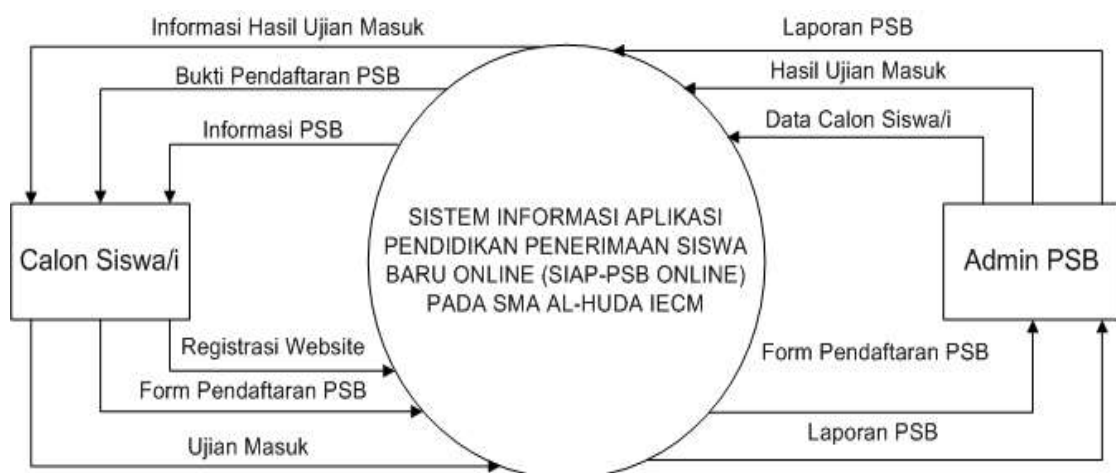 Informasi Hasil Ujian Masuk
Laporan PSB
Bukti Pendaftaran PSB
Hasil Ujian Masuk
Informasi PSB
Data Calon Siswa/i
Calon Siswa/i
SISTEM INFORMASI APLIKASI
PENDIDIKAN PENERIMAAN SISWA
BARU ONLINE (SIAP-PSB ONLINE)
PADA SMA AL-HUDA IECM
Admin PSB
Registrasi Website
Form Pendaftaran PSB
Form Pendaftaran PSB
Ujian Masuk
Laporan PSB